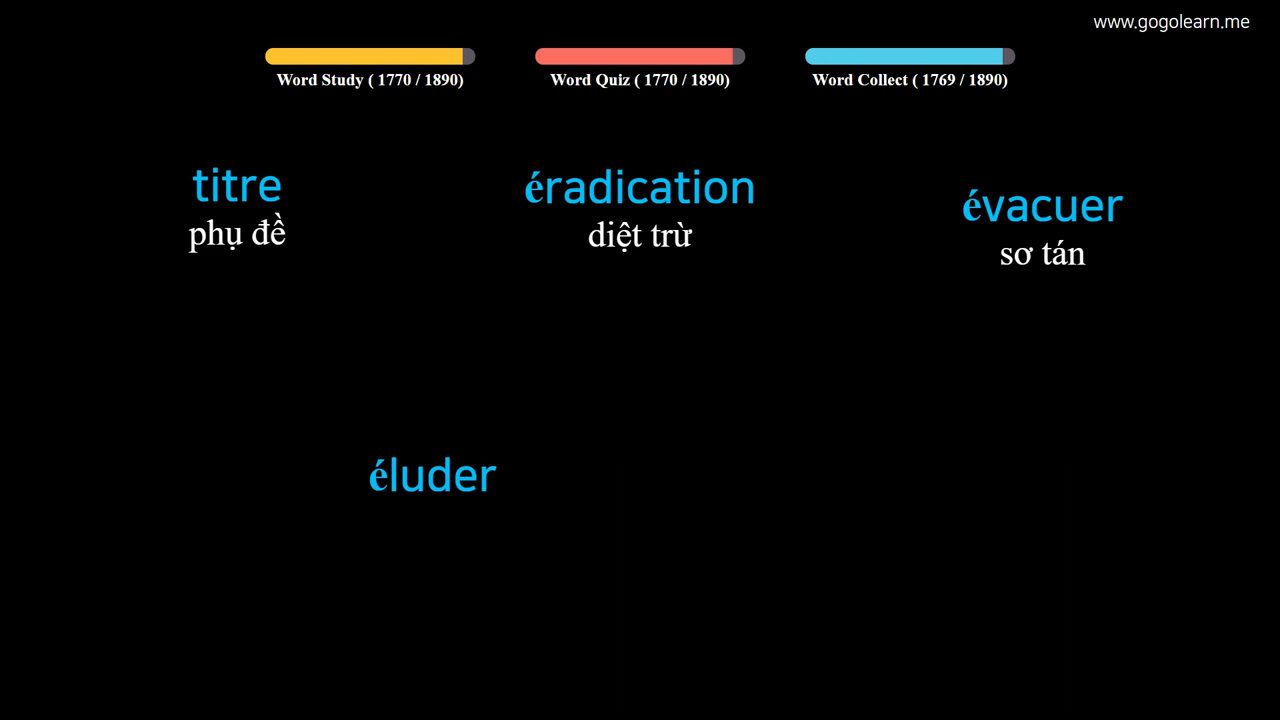 www.gogolearn.me
Word Study ( 1770 / 1890)
Word Quiz ( 1770 / 1890)
Word Collect ( 1769 / 1890)
titre
phụ đề
éradication
diệt trừ
évacuer
sơ tán
éluder